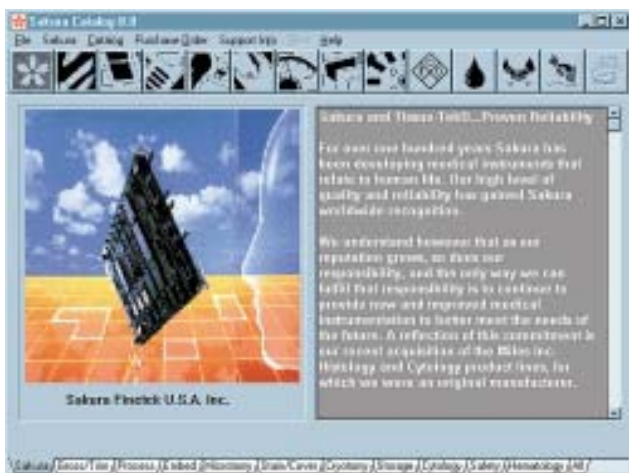 Sakura Catalog
File Sakura Catalog Purchase Order Support Info Help
Sakura and Tissue-Tek®...Proven Reliability
For over one hundred years Sakura has
been developing medical instruments that
relate to human life. Our high level of
quality and reliability has gained Sakura
worldwide recognition.
We understand however that as our
reputation grows, so does our
responsibility, and the only way we can
fulfil that responsibility is to continue to
provide new and improved medical
instrumentation to better meet the needs of
the future. A reflection of this commitment is
our recent acquisition of the Miles Inc.
Histology and Cytology product lines, for
which we were an original manufacturer.
Sakura Finetek U.S.A. Inc.
Sakura Gross/Trim Process Embed Microtomy Stain/Cover Cryotomy Storage Cytology Safety Hematology All